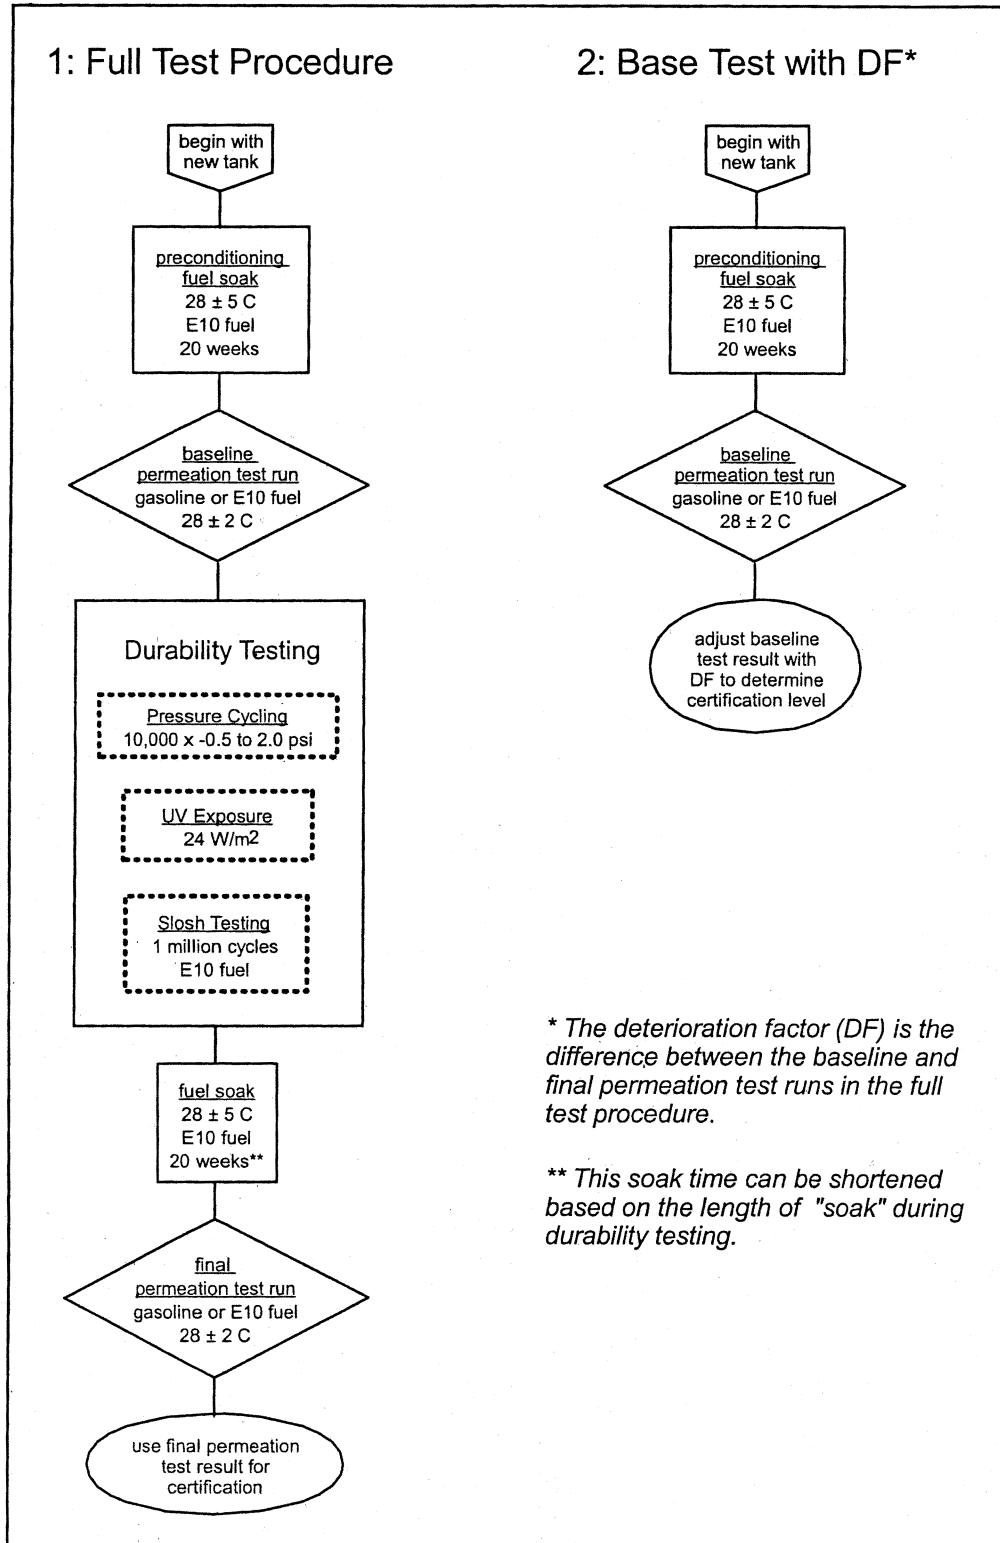 1: Full Test Procedure
begin with
new tank
preconditioning
fuel soak
28 ± 5 C
E10 fuel
20 weeks
baseline
permeation test run
gasoline or E10 fuel
28 ± 2 C
Durability Testing
Pressure Cycling
10,000 x -0.5 to 2.0 psi
UV Exposure
24 W/m2
Slosh Testing
1 million cycles
E10 fuel
fuel soak
28 ± 5 C
E10 fuel
20 weeks**
final
permeation test run
gasoline or E10 fuel
28 ± 2 C
use final permeation
test result for
certification
2: Base Test with DF*
begin with
new tank
preconditioning
fuel soak
28 ± 5 C
E10 fuel
20 weeks
baseline
permeation test run
gasoline or E10 fuel
28 ± 2 C
adjust baseline
test result with
DF to determine
certification level
* The deterioration factor (DF) is the
difference between the baseline and
final permeation test runs in the full
test procedure.
** This soak time can be shortened
based on the length of "soak" during
durability testing.